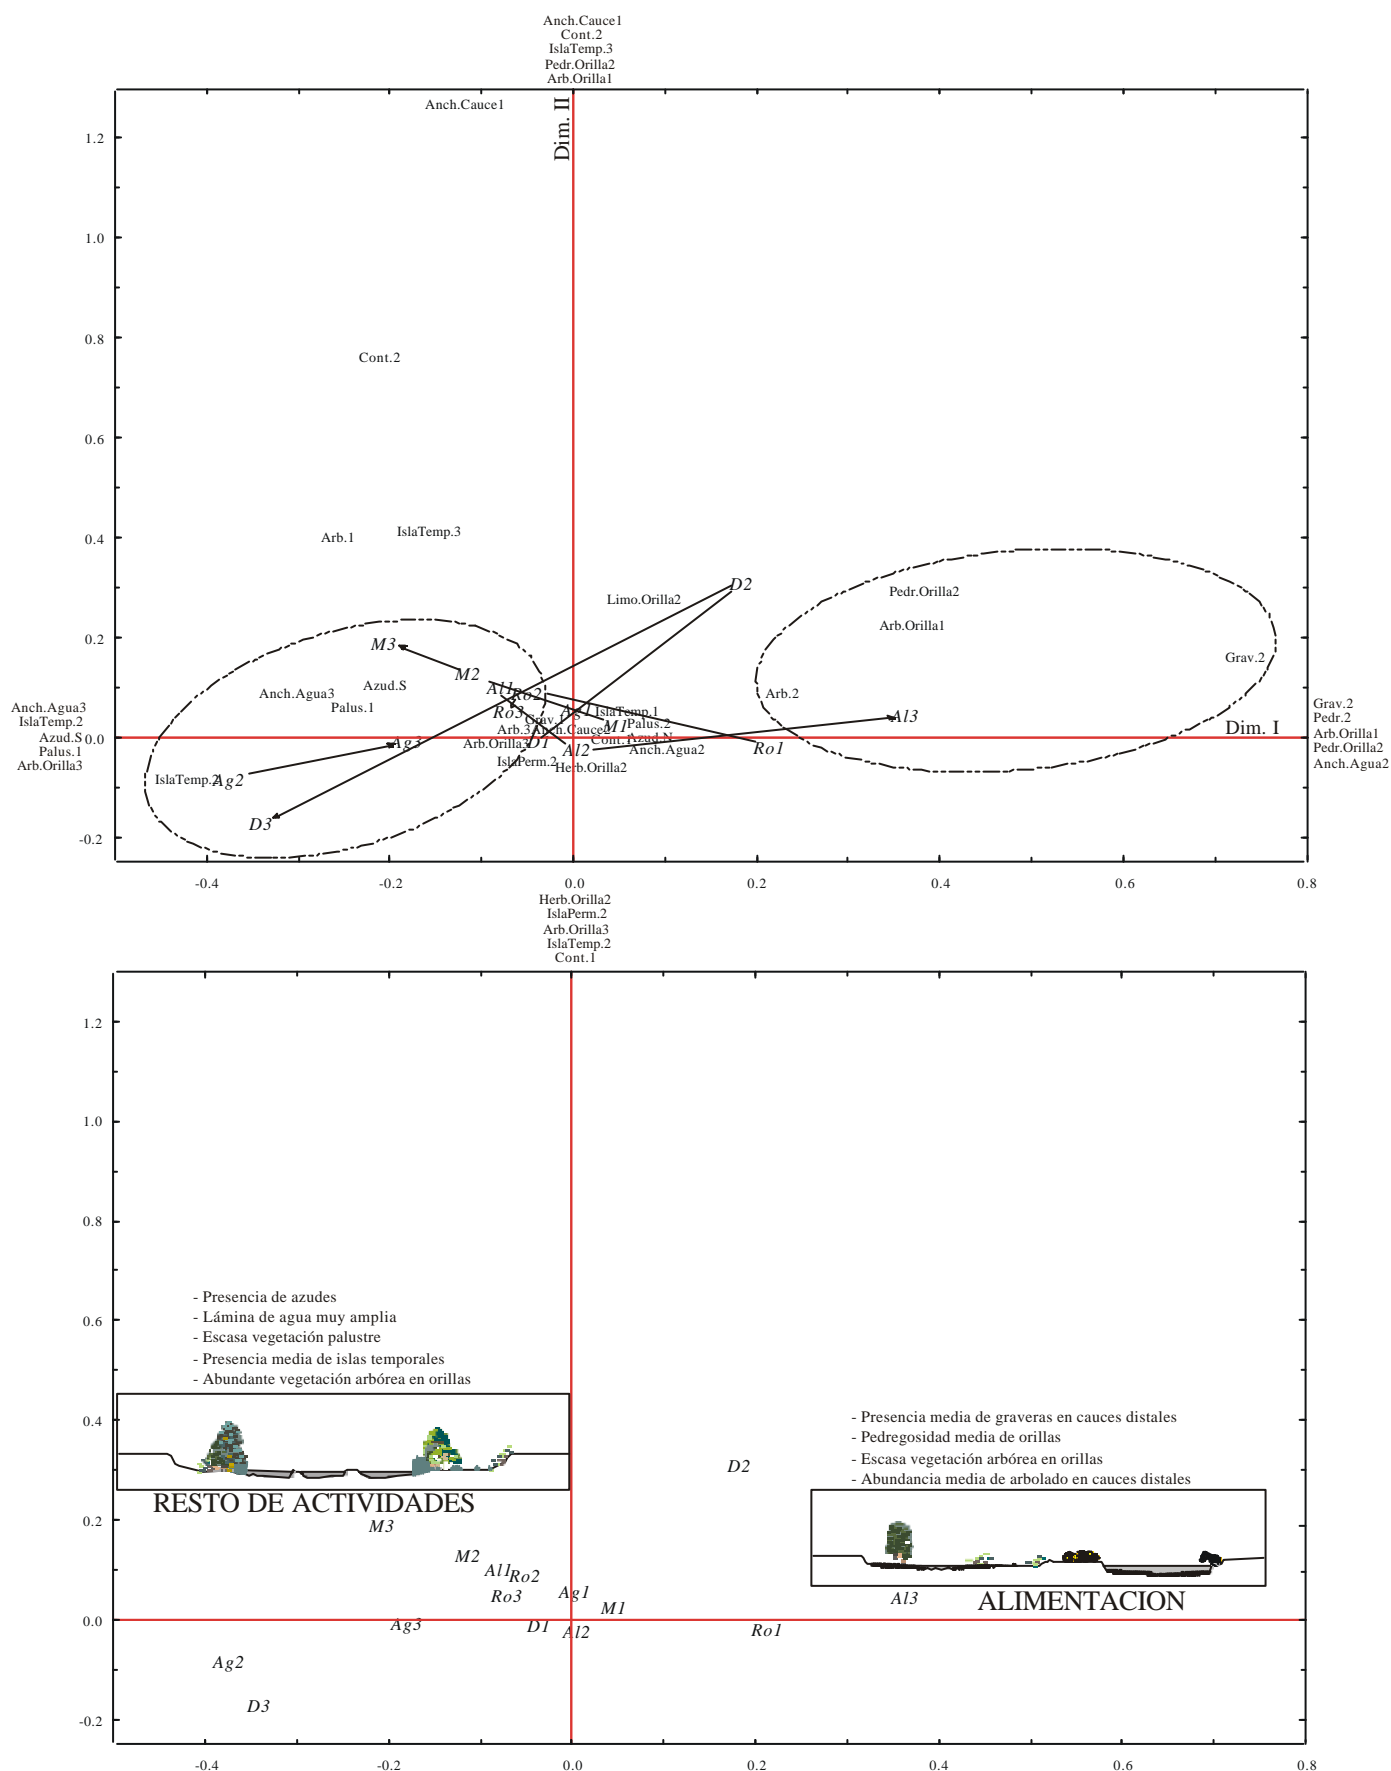 Anch.Cauce1
Cont.2
IslaTemp.3
Pedr.Orilla2
Arb.Orilla1
Anch.Cauce1
Dim. II
1.2
1.0
0.8
Cont.2
0.6
0.4
Arb.1
IslaTemp.3
D2
Pedr.Orilla2
Limo.Orilla2
Arb.Orilla1
0.2
M3
Grav.2
M2
Azud.S
Al1
Ro2
Anch.Agua3
Arb.2
Palus.1
Ro3
Ag1
IslaTemp.1
Al3
Grav.1
M1
Palus.2
Anch.Agua3
IslaTemp.2
Azud.S
Palus.1
Arb.Orilla3
0.0
Arb.3
Anch.Cauce2
Dim. I
Grav.2
Pedr.2
Arb.Orilla1
Pedr.Orilla2
Anch.Agua2
Ag3
Arb.Orilla3
D1
Cont.1
Azud.N
Al2
Anch.Agua2
Ro1
IslaPerm.2
Herb.Orilla2
IslaTemp.2
Ag2
D3
-0.2
-0.4
-0.2
0.0
0.2
0.4
0.6
0.8
Herb.Orilla2
IslaPerm.2
Arb.Orilla3
IslaTemp.2
Cont.1
1.2
1.0
0.8
0.6
- Presencia de azudes
- Lámina de agua muy amplia
- Escasa vegetación palustre
- Presencia media de islas temporales
- Abundante vegetación arbórea en orillas
0.4
- Presencia media de graveras en cauces distales
- Pedregosidad media de orillas
- Escasa vegetación arbórea en orillas
- Abundancia media de arbolado en cauces distales
D2
RESTO DE ACTIVIDADES
0.2
M3
M2
Al1
Ro2
Ro3
Ag1
M1
Al3
ALIMENTACION
0.0
Ag3
D1
Al2
Ro1
Ag2
D3
-0.2
-0.4
-0.2
0.0
0.2
0.4
0.6
0.8